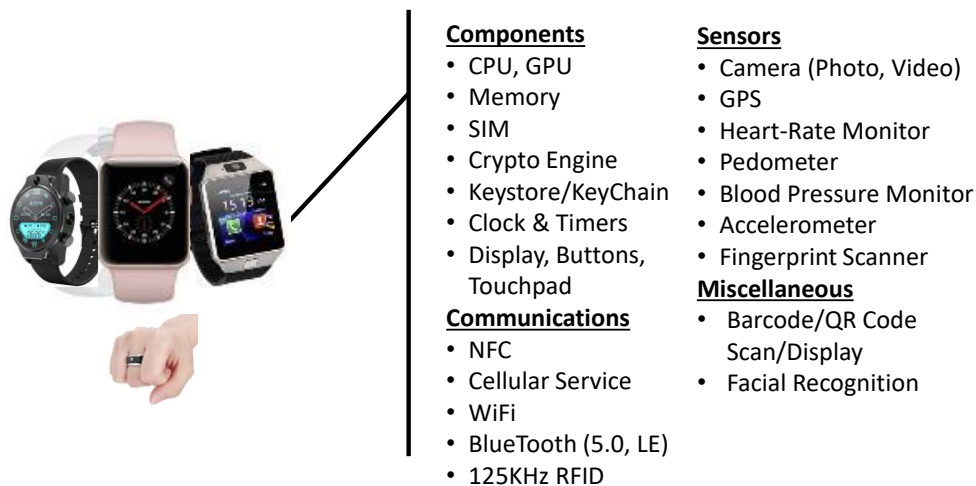 Components
• CPU, GPU
• Memory
• SIM
• Crypto Engine
• Keystore/KeyChain
• Clock & Timers
• Display, Buttons,
Touchpad
Communications
• NFC
• Cellular Service
• WiFi
• BlueTooth (5.0, LE)
• 125KHz RFID
Sensors
• Camera (Photo, Video)
• GPS
• Heart-Rate Monitor
• Pedometer
• Blood Pressure Monitor
• Accelerometer
• Fingerprint Scanner
Miscellaneous
• Barcode/QR Code
Scan/Display
• Facial Recognition